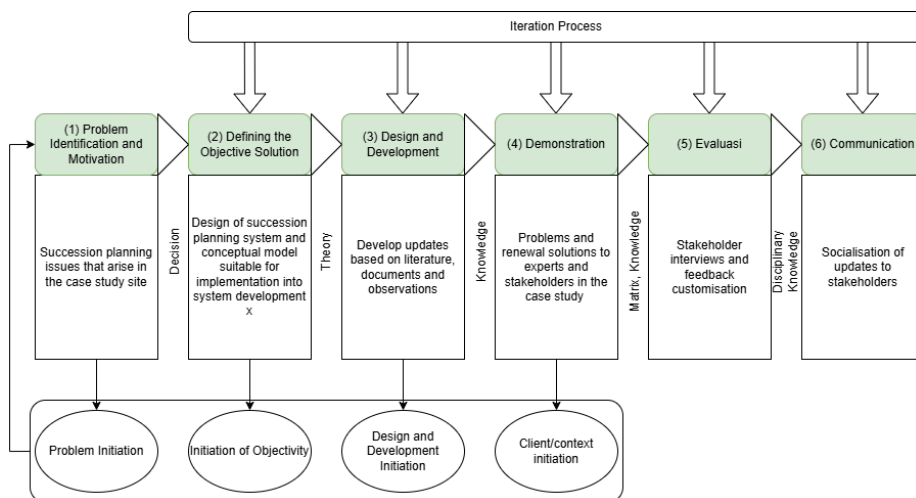 Iteration Process
(1) Problem
Identification and
Motivation
(2) Defining the
Objective Solution
(3) Design and
Development
(4) Demonstration
(5) Evaluasi
(6) Communication
Succession planning
issues that arise in
the case study site
Decision
Design of succession
planning system and
conceptual model
suitable for
implementation into
system development
x
Theory
Develop updates
based on literature,
documents and
observations
Knowledge
Problems and
renewal solutions to
experts and
stakeholders in the
case study
Matrix, Knowledge
Stakeholder
interviews and
feedback
customisation
Disciplinary
Knowledge
Socialisation of
updates to
stakeholders
Problem Initiation
Initiation of Objectivity
Design and
Development
Initiation
Client/context
initiation